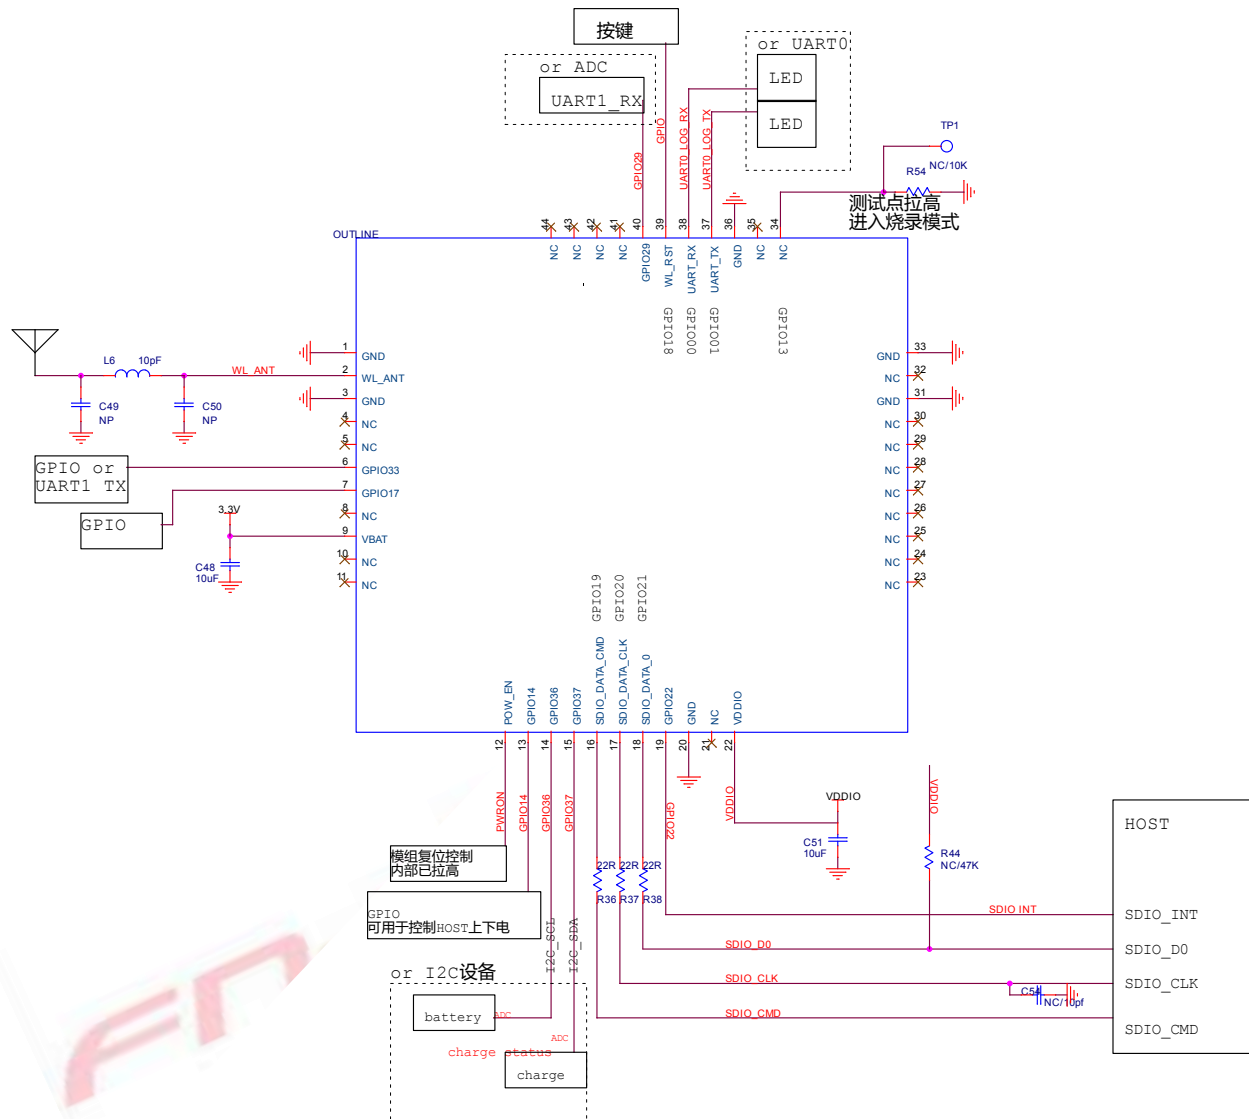 按键
or UART0
LED
LED
or ADC
UART1_RX
GPIO29
GPIO
UART0_LOG_RX
UART0_LOG_TX
TP1
R54
NC/10K
测试点拉高
进入烧录模式
OUTLINE
44
43
42
41
40
39
38
37
36
35
34
NC
NC
NC
NC
GPIO29
WL_RST
UART_RX
UART_TX
GND
NC
NC
GPIO18
GPIO00
GPIO01
GPIO13
L6
10pF
WL_ANT
C49
NP
C50
NP
GPIO or
UART1 TX
GPIO
3.3V
C48
10uF
1
GND
2
WL_ANT
3
GND
4
NC
5
NC
6
GPIO33
7
GPIO17
8
NC
9
VBAT
10
NC
11
NC
33
GND
32
NC
31
GND
30
NC
29
NC
28
NC
27
NC
26
NC
25
NC
24
NC
23
NC
GPIO19
GPIO20
GPIO21
POW_EN
GPIO14
GPIO36
GPIO37
SDIO_DATA_CMD
SDIO_DATA_CLK
SDIO_DATA_0
GPIO22
GND
NC
VDDIO
12
13
14
15
16
17
18
19
20
21
22
PWRON
GPIO14
GPIO36
GPIO37
GPIO22
VDDIO
VDDIO
C51
10uF
VDDIO
R44
NC/47K
22R
22R
22R
R36
R37
R38
模组复位控制
内部已拉高
GPIO
可用于控制HOST上下电
I2C_SCL
I2C_SDA
or I2C设备
battery
ADC
ADC
charge status
charge
SDIO INT
SDIO_D0
SDIO_CLK
SDIO_CMD
C54
NC/10pf
HOST
SDIO_INT
SDIO_D0
SDIO_CLK
SDIO_CMD